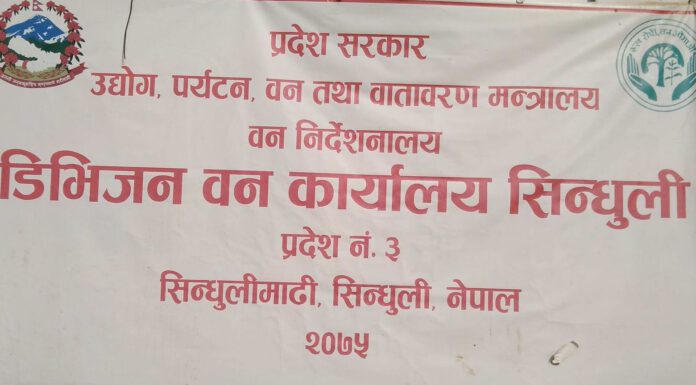 प्रदेश सरकार
उद्योग, पर्यटन, वन तथा वातावरण मन्त्रालय
वन निर्देशनालय
डिभिजन वन कार्यालय सिन्धुली
प्रदेश नं. ३
सिन्धुलीमाढी, सिन्धुली, नेपाल
२०७५